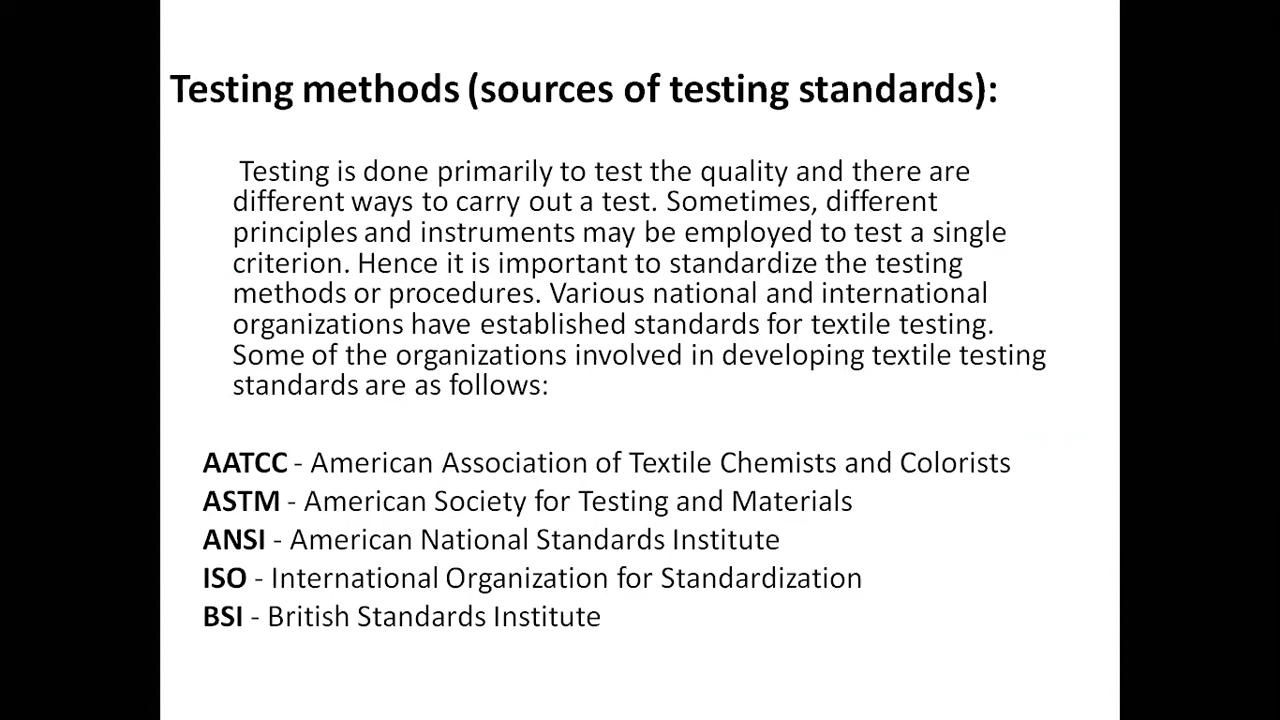 Testing methods (sources of testing standards):
Testing is done primarily to test the quality and there are
different ways to carry out a test. Sometimes, different
principles and instruments may be employed to test a single
criterion. Hence it is important to standardize the testing
methods or procedures. Various national and international
organizations have established standards for textile testing.
Some of the organizations involved in developing textile testing
standards are as follows:
AATCC - American Association of Textile Chemists and Colorists
ASTM - American Society for Testing and Materials
ANSI - American National Standards Institute
ISO - International Organization for Standardization
BSI - British Standards Institute